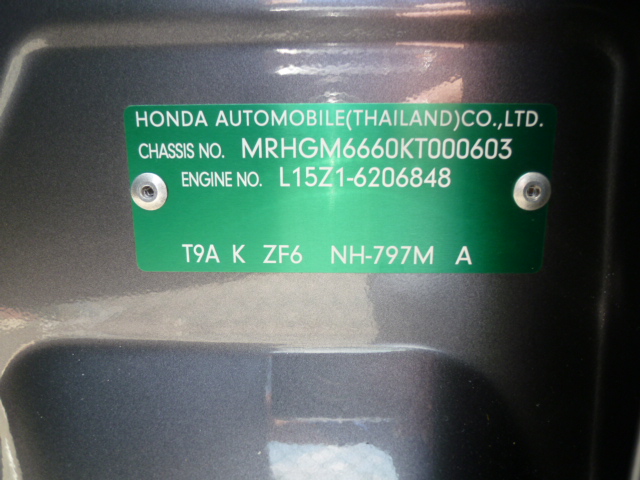 HONDA AUTOMOBILE(THAILAND)CO.,LTD.
CHASSIS NO. MRHGM6660KT000603
ENGINE NO. L15Z1-6206848
T9A K ZF6 NH-797M A